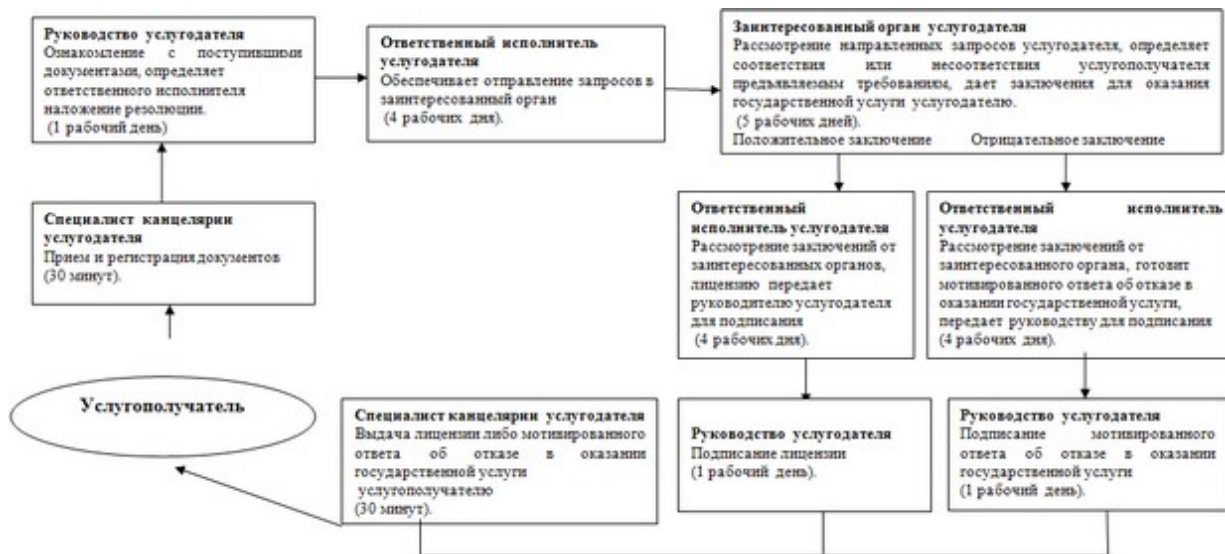 Руководство услугодателя
Ознакомление с поступившими
документами, определяет
ответственного исполнителя
наложение резолюции.
(1 рабочий день)
Ответственный исполнитель
услугодателя
Обеспечивает отправление запросов в
заинтересованный орган
(4 рабочих дня).
Заинтересованный орган услугодателя
Рассмотрение направленных запросов услугодателя, определяет
соответствия или несоответствия услугополучателя
предъявляемым требованиям, дает заключения для оказания
государственной услуги услугодателю.
(5 рабочих дней).
Положительное заключение Отрицательное заключение
Специалист канцелярии
услугодателя
Прием и регистрация документов
(30 минут).
Ответственный
исполнитель услугодателя
Рассмотрение заключений от
заинтересованных органов,
лицензию передает
руководителю услугодателя
для подписания
(4 рабочих дня).
Ответственный исполнитель
услугодателя
Рассмотрение заключений от
заинтересованного органа, готовит
мотивированного ответа об отказе в
оказании государственной услуги,
передает руководству для подписания
(4 рабочих дня).
Услугополучатель
Специалист канцелярии услугодателя
Выдача лицензии либо мотивированного
ответа об отказе в оказании
государственной услуги
услугополучателю
(30 минут).
Руководство услугодателя
Подписание лицензии
(1 рабочий день).
Руководство услугодателя
Подписание мотивированного
ответа об отказе в оказании
государственной услуги
(1 рабочий день).